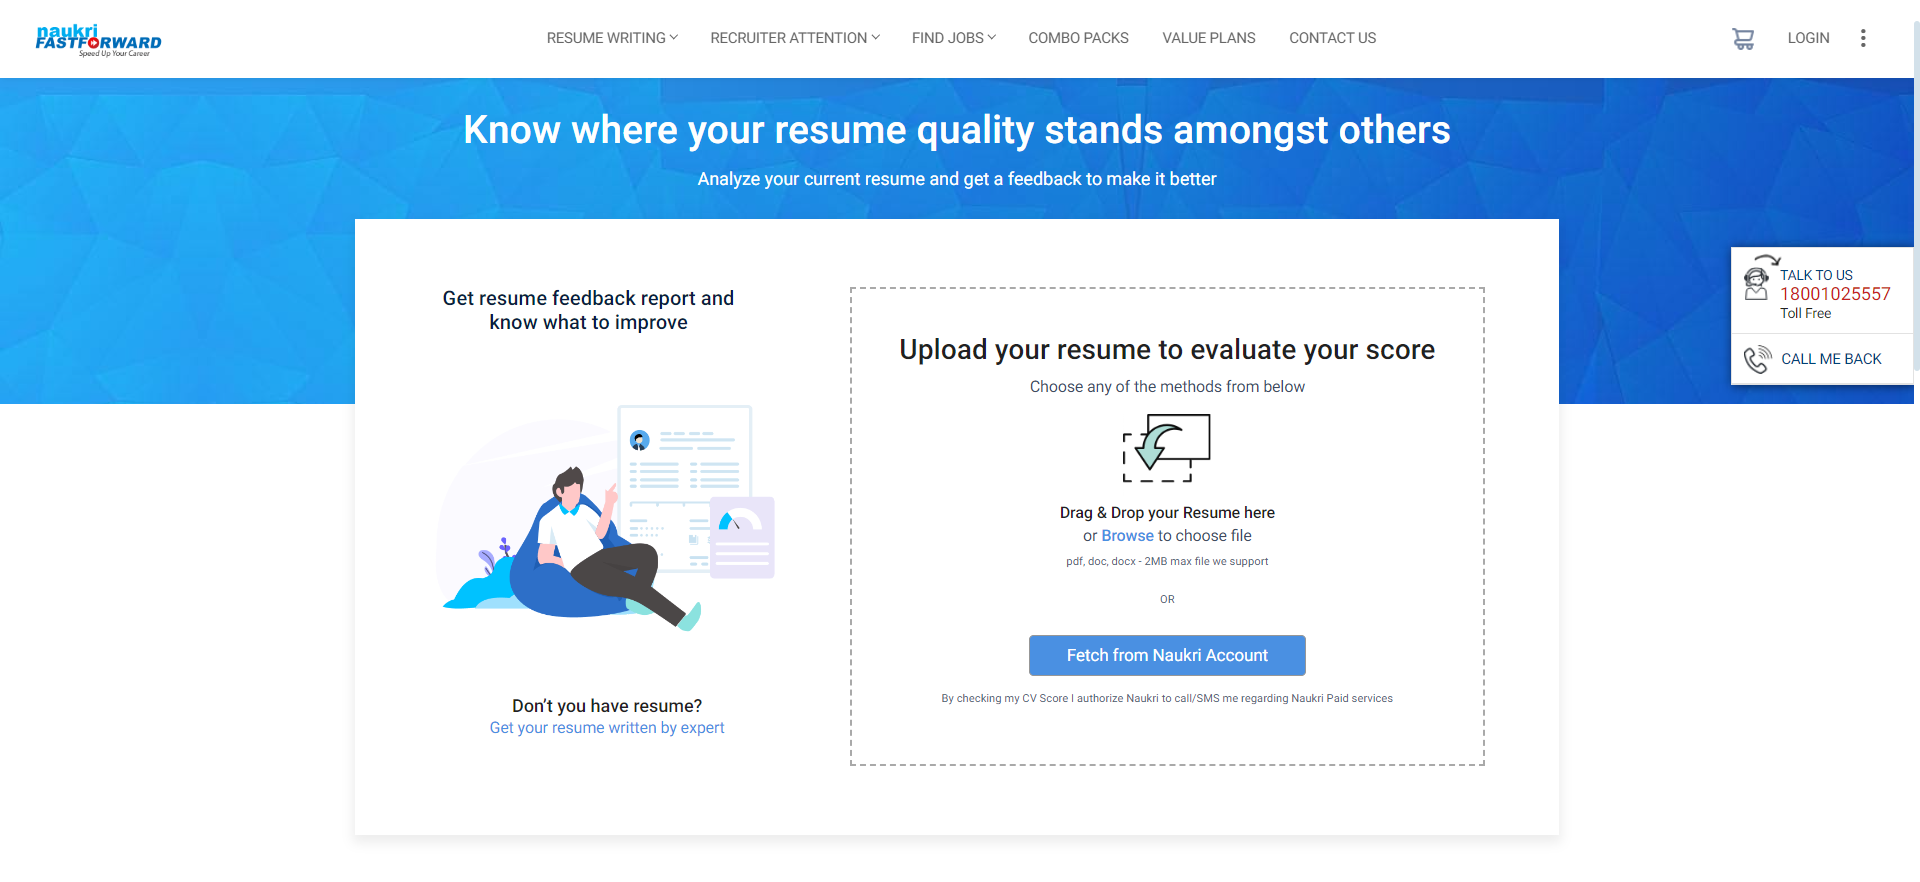 naukri
FASTFORWARD
Speed Up Your Career
RESUME WRITING
RECRUITER ATTENTION
FIND JOBS
COMBO PACKS
VALUE PLANS
CONTACT US
LOGIN
Know where your resume quality stands amongst others
Analyze your current resume and get a feedback to make it better
TALK TO US
18001025557
Toll Free
CALL ME BACK
Get resume feedback report and
know what to improve
Don't you have resume?
Get your resume written by expert
Upload your resume to evaluate your score
Choose any of the methods from below
Drag & Drop your Resume here
or Browse to choose file
pdf, doc, docx - 2MB max file we support
OR
Fetch from Naukri Account
By checking my CV Score I authorize Naukri to call/SMS me regarding Naukri Paid services